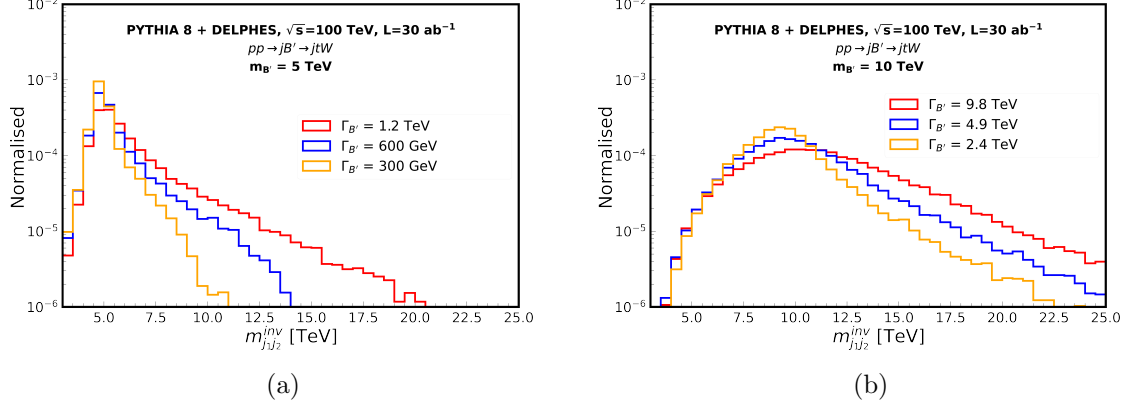 PYTHIA 8 + DELPHES, √s=100 TeV, L=30 ab⁻¹
pp→jB′→jtW
m_B′ = 5 TeV
Γ_B′ = 1.2 TeV
Γ_B′ = 600 GeV
Γ_B′ = 300 GeV
Normalised
10⁻²
10⁻³
10⁻⁴
10⁻⁵
10⁻⁶
5.0 7.5 10.0 12.5 15.0 17.5 20.0 22.5 25.0
m^{inv}_{j₁j₂} [TeV]
(a)
PYTHIA 8 + DELPHES, √s=100 TeV, L=30 ab⁻¹
pp→jB′→jtW
m_B′ = 10 TeV
Γ_B′ = 9.8 TeV
Γ_B′ = 4.9 TeV
Γ_B′ = 2.4 TeV
Normalised
10⁻²
10⁻³
10⁻⁴
10⁻⁵
10⁻⁶
5.0 7.5 10.0 12.5 15.0 17.5 20.0 22.5 25.0
m^{inv}_{j₁j₂} [TeV]
(b)